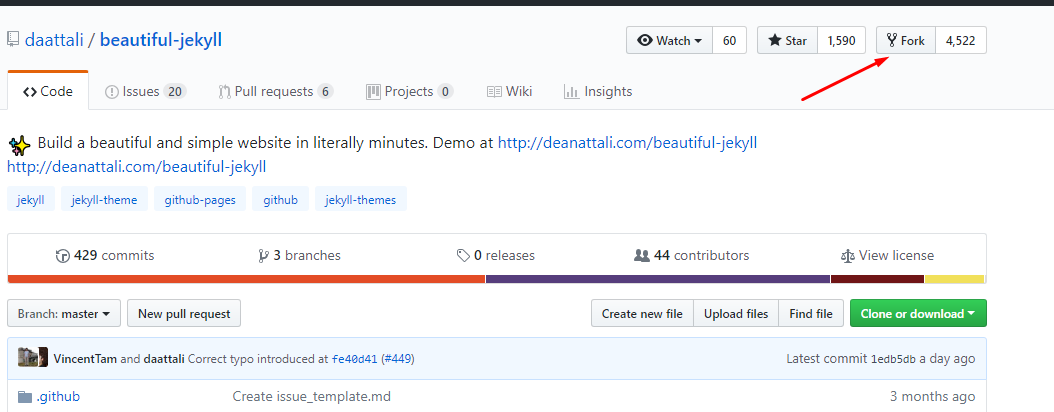 daattali / beautiful-jekyll Watch 60 Star 1,590 Fork 4,522
Code Issues 20 Pull requests 6 Projects 0 Wiki Insights
Build a beautiful and simple website in literally minutes. Demo at http://deanattali.com/beautiful-jekyll
http://deanattali.com/beautiful-jekyll
jekyll jekyll-theme github-pages github jekyll-themes
429 commits 3 branches 0 releases 44 contributors View license
Branch: master New pull request Create new file Upload files Find file Clone or download
VincentTam and daattali Correct typo introduced at fe40d41 (#449) Latest commit 1edb5db a day ago
.github Create issue_template.md 3 months ago